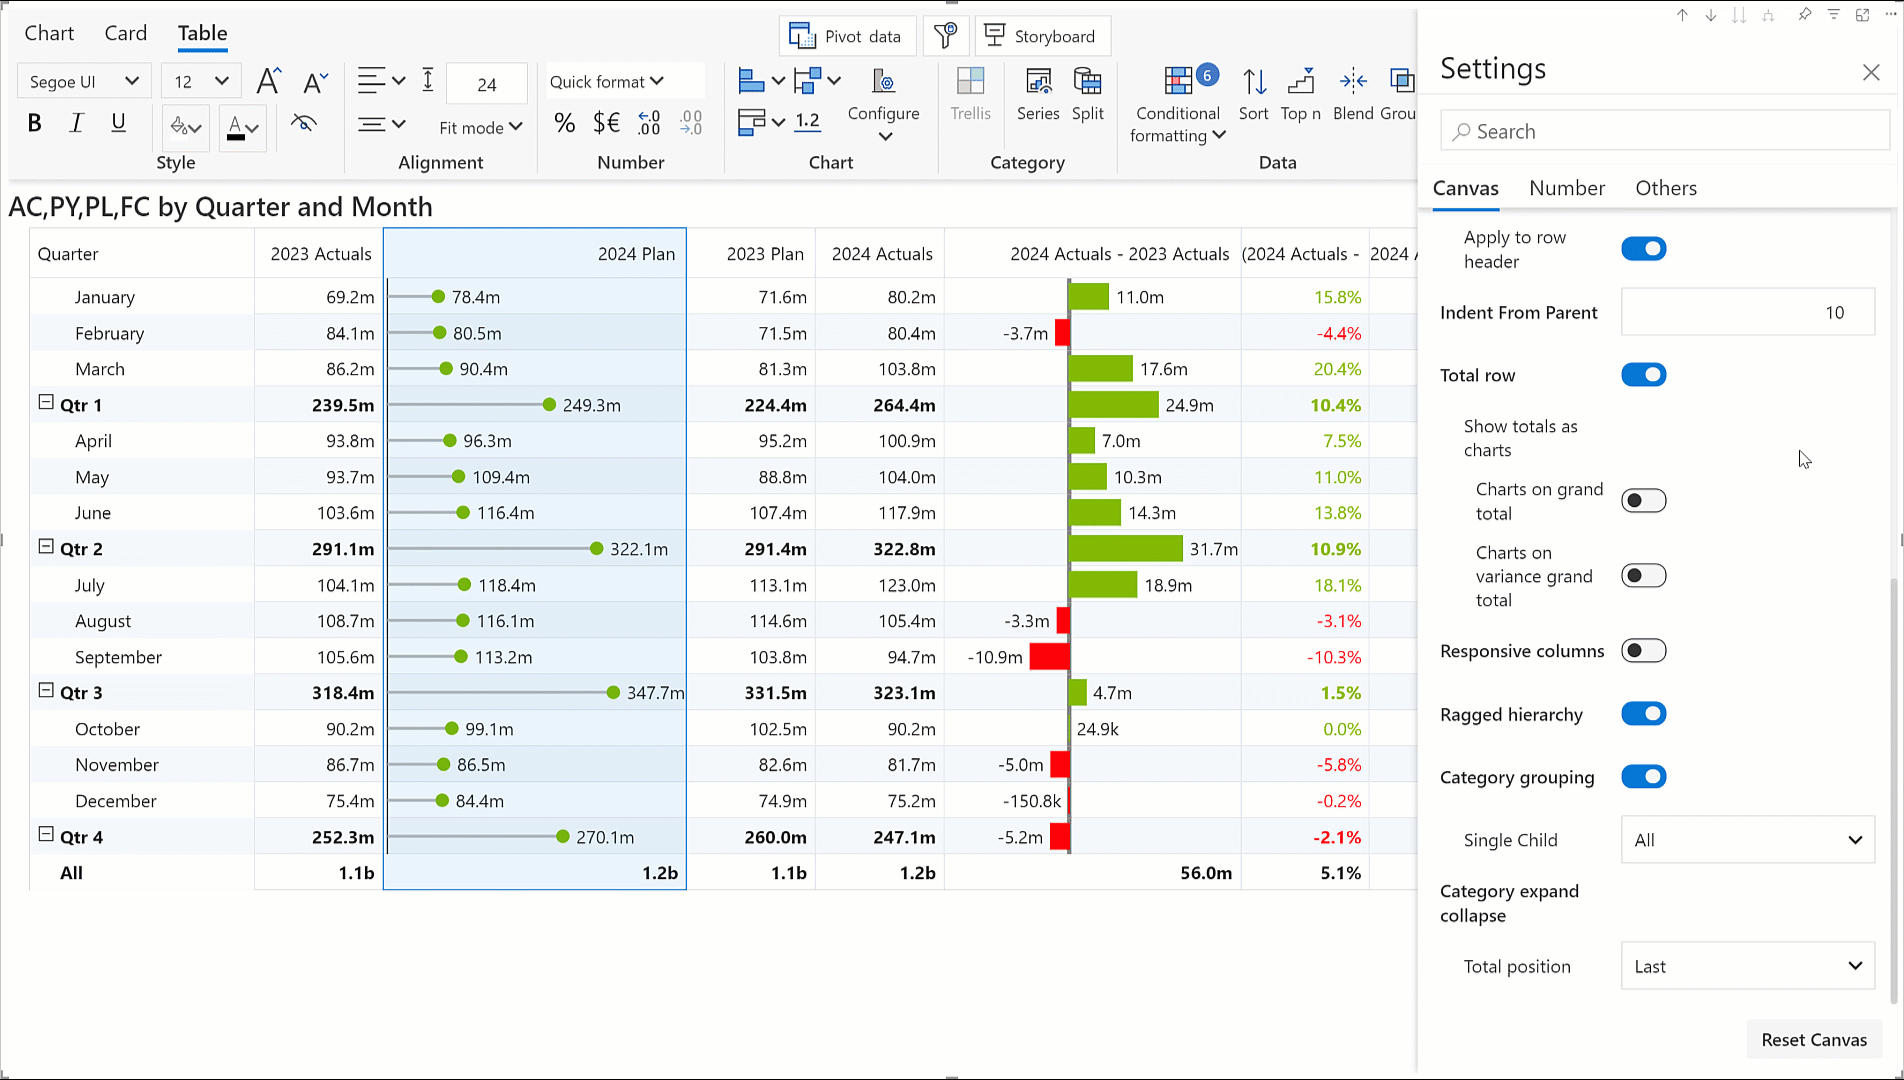 Chart Card Table
Pivot data Storyboard
Segoe UI 12 24 Quick format 6
B I U A Fit mode % $€ .0 .00 .00 .0 1.2
Configure Trellis Series Split Conditional formatting Sort Top n Blend Grou
Style Alignment Number Chart Category Data
AC,PY,PL,FC by Quarter and Month
Quarter 2023 Actuals 2024 Plan 2023 Plan 2024 Actuals 2024 Actuals - 2023 Actuals (2024 Actuals - 2024 A
January 69.2m 78.4m 71.6m 80.2m 11.0m 15.8%
February 84.1m 80.5m 71.5m 80.4m -3.7m -4.4%
March 86.2m 90.4m 81.3m 103.8m 17.6m 20.4%
Qtr 1 239.5m 249.3m 224.4m 264.4m 24.9m 10.4%
April 93.8m 96.3m 95.2m 100.9m 7.0m 7.5%
May 93.7m 109.4m 88.8m 104.0m 10.3m 11.0%
June 103.6m 116.4m 107.4m 117.9m 14.3m 13.8%
Qtr 2 291.1m 322.1m 291.4m 322.8m 31.7m 10.9%
July 104.1m 118.4m 113.1m 123.0m 18.9m 18.1%
August 108.7m 116.1m 114.6m 105.4m -3.3m -3.1%
September 105.6m 113.2m 103.8m 94.7m -10.9m -10.3%
Qtr 3 318.4m 347.7m 331.5m 323.1m 4.7m 1.5%
October 90.2m 99.1m 102.5m 90.2m 24.9k 0.0%
November 86.7m 86.5m 82.6m 81.7m -5.0m -5.8%
December 75.4m 84.4m 74.9m 75.2m -150.8k -0.2%
Qtr 4 252.3m 270.1m 260.0m 247.1m -5.2m -2.1%
All 1.1b 1.2b 1.1b 1.2b 56.0m 5.1%
Settings
Search
Canvas Number Others
Apply to row
header
Indent From Parent 10
Total row
Show totals as
charts
Charts on grand
total
Charts on
variance grand
total
Responsive columns
Ragged hierarchy
Category grouping
Single Child All
Category expand
collapse
Total position Last
Reset Canvas